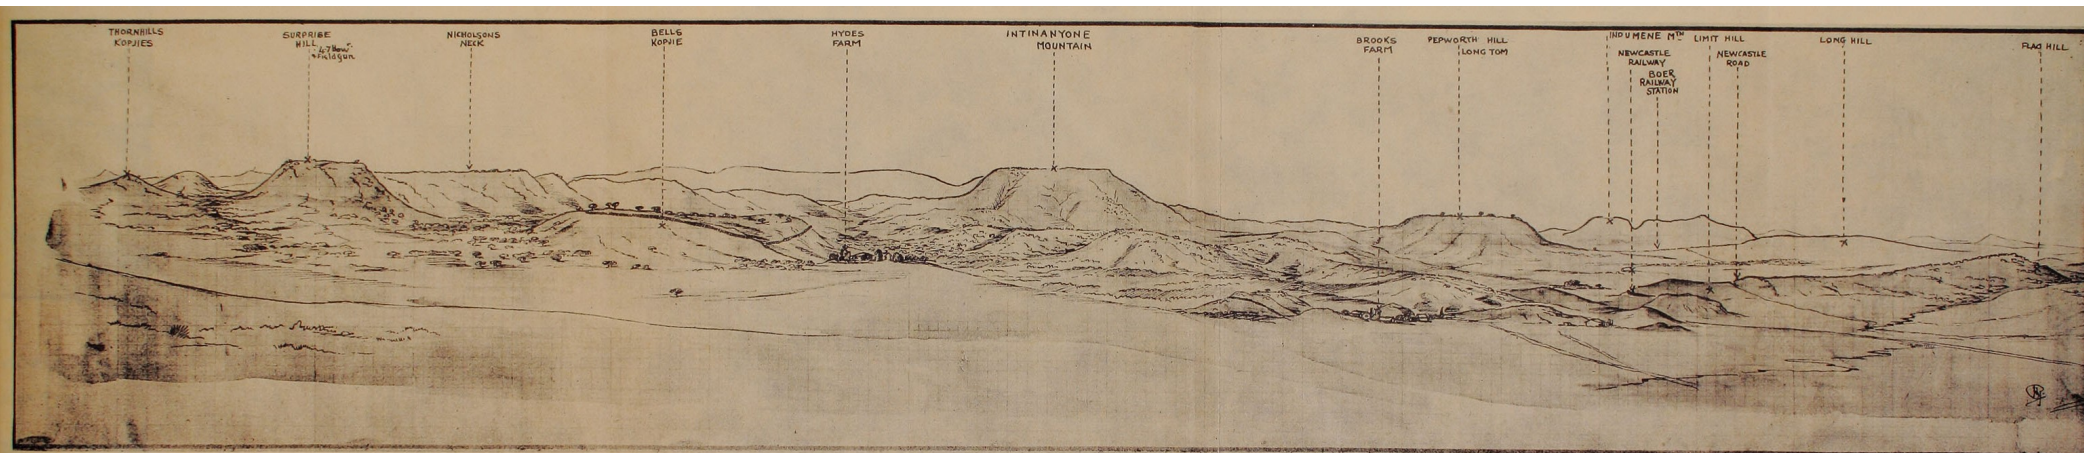 THORNHILLS
KOPJIES
SURPRISE
HILL
4.7 How:
Fieldgun
NICHOLSONS
NECK
BELLS
KOPJIE
HYDES
FARM
INTINANYONE
MOUNTAIN
BROOKS
FARM
PEPWORTH HILL
LONG TOM
INDUMENE MTN
NEWCASTLE
RAILWAY
BOER
RAILWAY
STATION
LIMIT HILL
NEWCASTLE
ROAD
LONG HILL
FLAG HILL